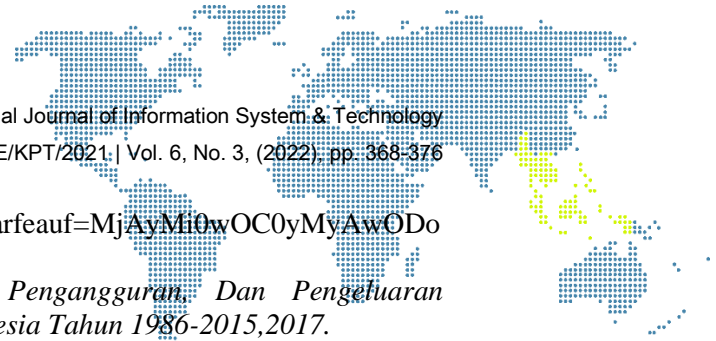 al Journal of Information System & Technology
E/KPT/2021 | Vol. 6, No. 3, (2022), pp. 368-376
arfeauf=MjAyMi0wOC0yMyAwODo
Pengangguran, Dan Pengeluaran
esia Tahun 1986-2015,2017.